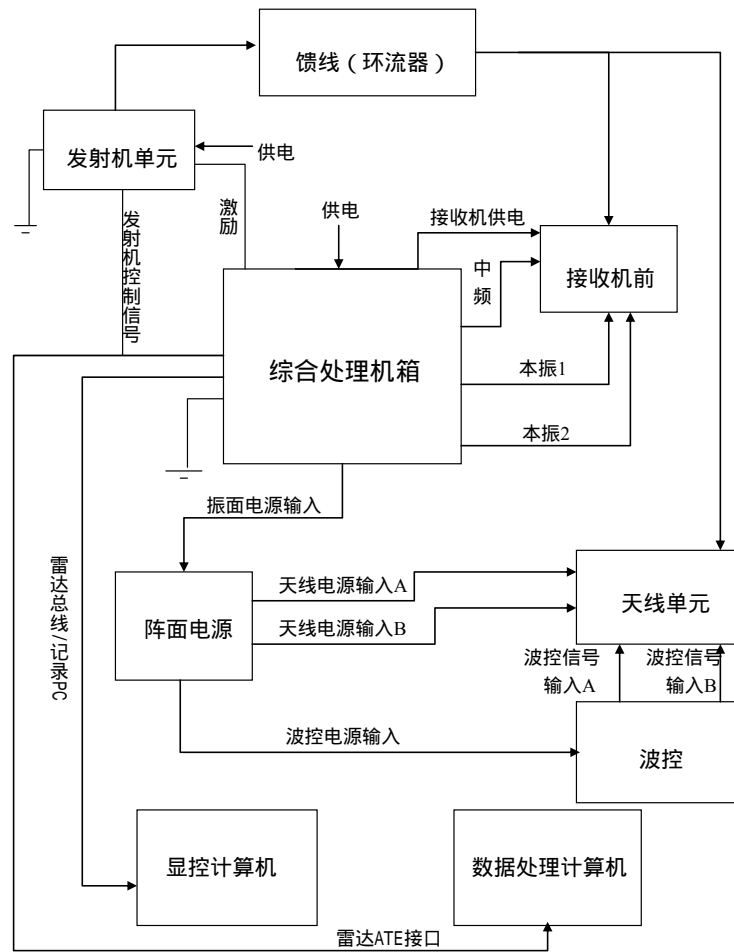 馈线（环流器）
发射机单元
供电
激励
供电
接收机供电
中频
接收机前
发射机控制信号
综合处理机箱
本振1
本振2
振面电源输入
雷达总线/记录PC
阵面电源
天线电源输入A
天线电源输入B
天线单元
波控信号
输入A
波控信号
输入B
波控电源输入
波控
显控计算机
数据处理计算机
雷达ATE接口